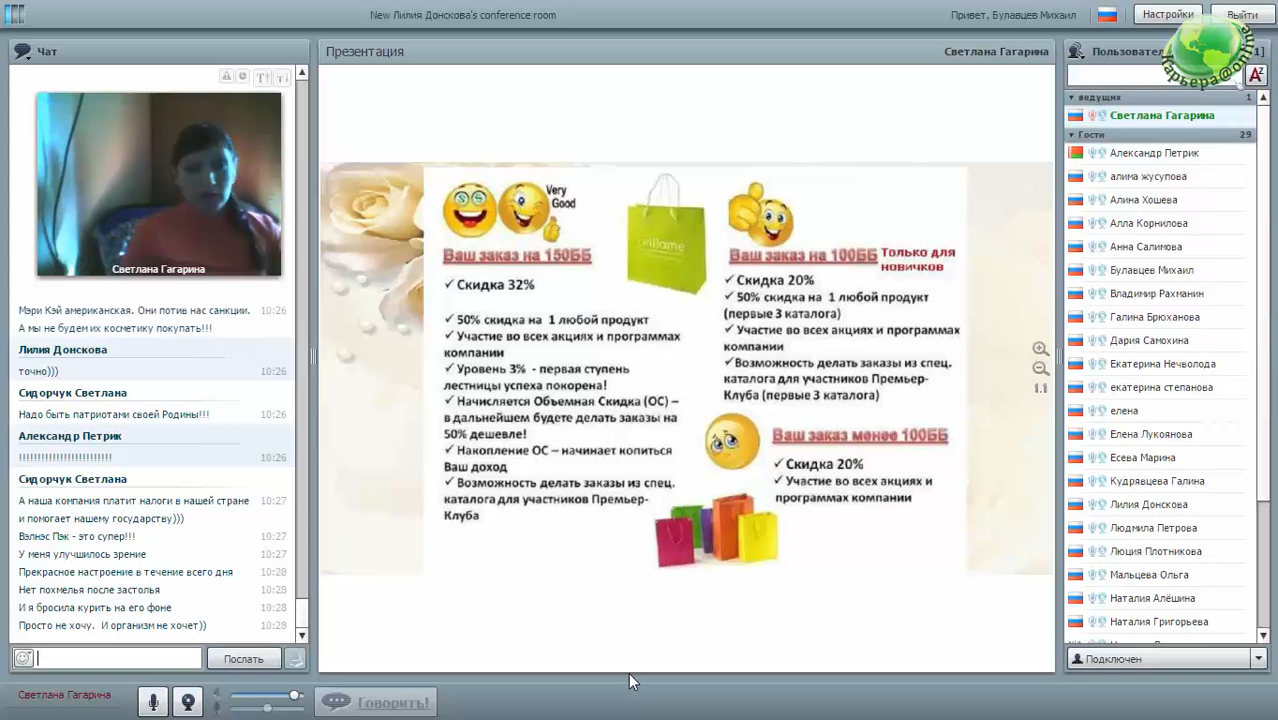 New Лилия Донскова's conference room
Привет, Булавцев Михаил
Настройки
Выйти
Карьера@online
Чат
Светлана Гагарина
Мэри Кэй американская. Они потив нас санкции.
10:26
А мы не будем их косметику покупать!!!
Лилия Донскова
точно)))
10:26
Сидорчук Светлана
Надо быть патриотами своей Родины!!!
10:26
Александр Петрик
!!!!!!!!!!!!!!!!!!!!!!!!!
10:26
Сидорчук Светлана
А наша компания платит налоги в нашей стране
10:27
и помогает нашему государству)))
Вэлнэс Пэк - это супер!!!
10:27
У меня улучшилось зрение
10:27
Прекрасное настроение в течение всего дня
10:28
Нет похмелья после застолья
10:28
И я бросила курить на его фоне
10:28
Просто не хочу. И организм не хочет))
10:28
Послать
Презентация
Светлана Гагарина
Very
Good
Ваш заказ на 150ББ
Скидка 32%
50% скидка на 1 любой продукт
Участие во всех акциях и программах
компании
Уровень 3% - первая ступень
лестницы успеха покорена!
Начисляется Объемная Скидка (ОС) –
в дальнейшем будете делать заказы на
50% дешевле!
Накопление ОС – начинает копиться
Ваш доход
Возможность делать заказы из спец.
каталога для участников Премьер-
Клуба
oriflame
Ваш заказ на 100ББ
Только для
новичков
Скидка 20%
50% скидка на 1 любой продукт
(первые 3 каталога)
Участие во всех акциях и программах
компании
Возможность делать заказы из спец.
каталога для участников Премьер-
Клуба (первые 3 каталога)
Ваш заказ менее 100ББ
Скидка 20%
Участие во всех акциях и
программах компании
1:1
ведущих
1
Светлана Гагарина
Гости
29
Александр Петрик
алима жусупова
Алина Хошева
Алла Корнилова
Анна Салимова
Булавцев Михаил
Владимир Рахманин
Галина Брюханова
Дария Самохина
Екатерина Нечволода
екатерина степанова
елена
Елена Лукоянова
Есева Марина
Кудрявцева Галина
Лилия Донскова
Людмила Петрова
Люция Плотникова
Мальцева Ольга
Наталия Алёшина
Наталия Григорьева
Подключен
Светлана Гагарина
Говорить!